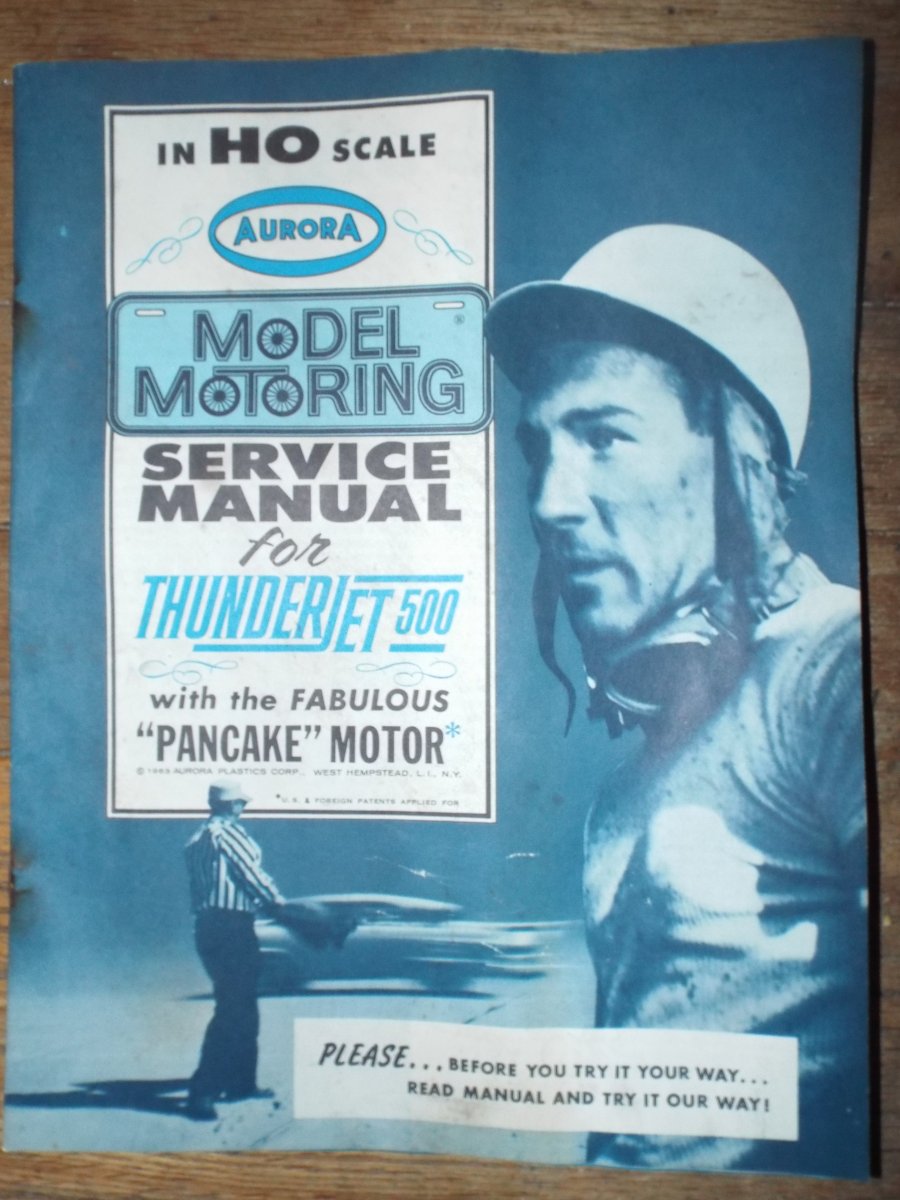 IN HO SCALE
AURORA
MODEL ®
MOTORING
SERVICE
MANUAL
for
THUNDERJET 500
with the FABULOUS
"PANCAKE" MOTOR*
© 1963 AURORA PLASTICS CORP., WEST HEMPSTEAD, L.I., N.Y.
*U.S. & FOREIGN PATENTS APPLIED FOR
PLEASE... BEFORE YOU TRY IT YOUR WAY...
READ MANUAL AND TRY IT OUR WAY!